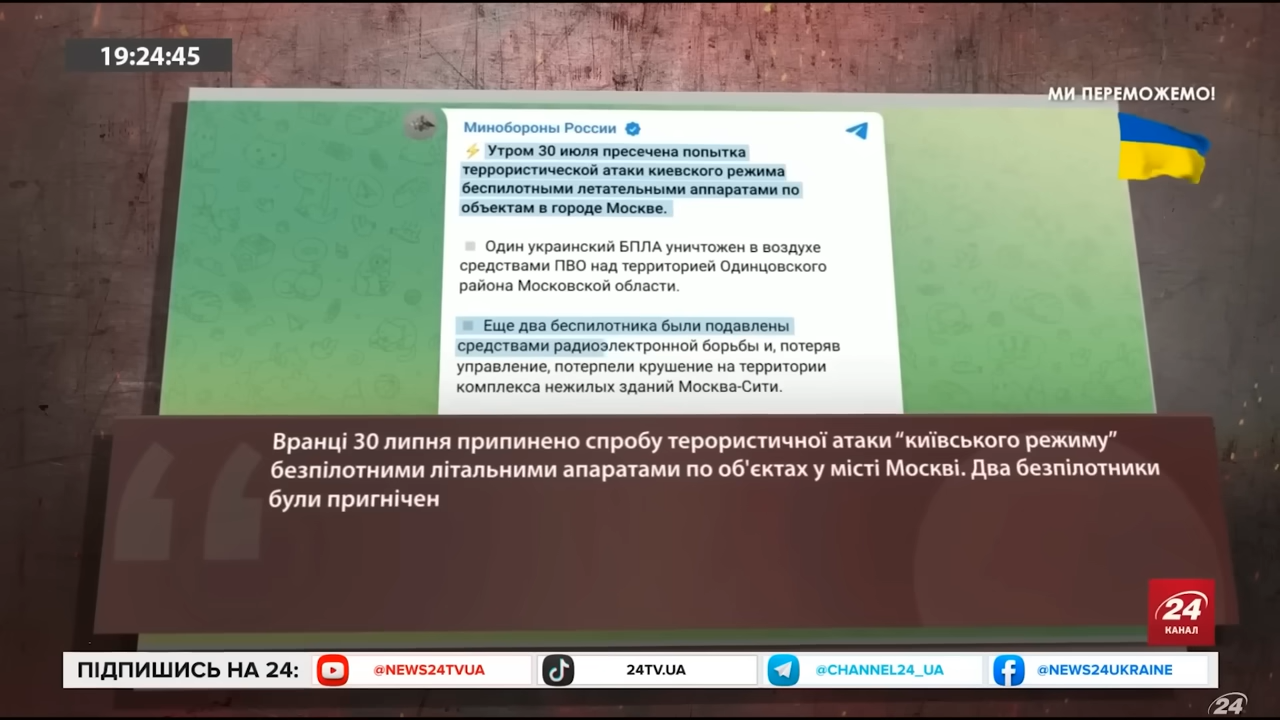 19:24:45
МИ ПЕРЕМОЖЕМО!
Минобороны России
Утром 30 июля пресечена попытка
террористической атаки киевского режима
беспилотными летательными аппаратами по
объектам в городе Москве.
Один украинский БПЛА уничтожен в воздухе
средствами ПВО над территорией Одинцовского
района Московской области.
Еще два беспилотника были подавлены
средствами радиоэлектронной борьбы и, потеряв
управление, потерпели крушение на территории
комплекса нежилых зданий Москва-Сити.
Вранці 30 липня припинено спробу терористичної атаки “київського режиму”
безпілотними літальними апаратами по об'єктах у місті Москві. Два безпілотники
були пригнічен
24
КАНАЛ
ПІДПИШИСЬ НА 24: @NEWS24TVUA 24TV.UA @CHANNEL24_UA @NEWS24UKRAINE
24